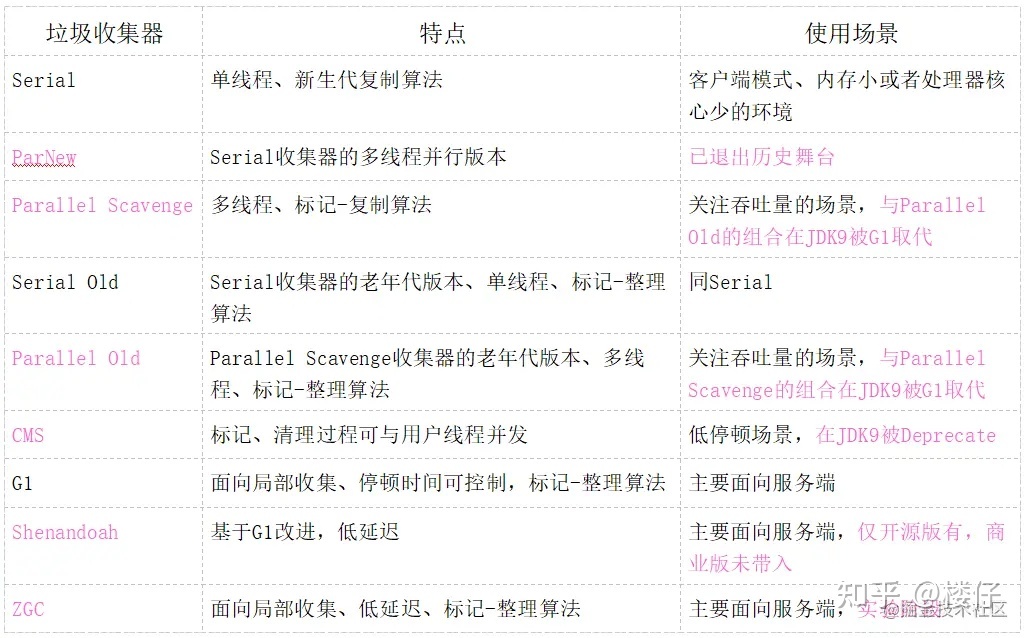 垃圾收集器 特点 使用场景
Serial 单线程、新生代复制算法 客户端模式、内存小或者处理器核
心少的环境
ParNew Serial收集器的多线程并行版本 已退出历史舞台
Parallel Scavenge 多线程、标记-复制算法 关注吞吐量的场景，与Parallel
Old的组合在JDK9被G1取代
Serial Old Serial收集器的老年代版本、单线程、标记-整理 同Serial
算法
Parallel Old Parallel Scavenge收集器的老年代版本、多线 关注吞吐量的场景，与Parallel
程、标记-整理算法 Scavenge的组合在JDK9被G1取代
CMS 标记、清理过程可与用户线程并发 低停顿场景，在JDK9被Deprecate
G1 面向局部收集、停顿时间可控制，标记-整理算法 主要面向服务端
Shenandoah 基于G1改进，低延迟 主要面向服务端，仅开源版有，商
业版未带入
ZGC 面向局部收集、低延迟、标记-整理算法 主要面向服务端，
知乎 @楼仔
技术社区